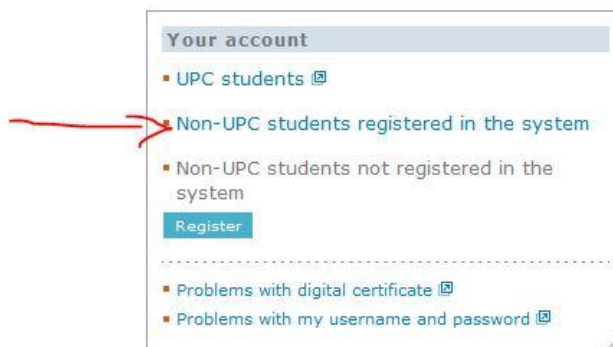 Your account
UPC students
Non-UPC students registered in the system
Non-UPC students not registered in the
system
Register
Problems with digital certificate
Problems with my username and password